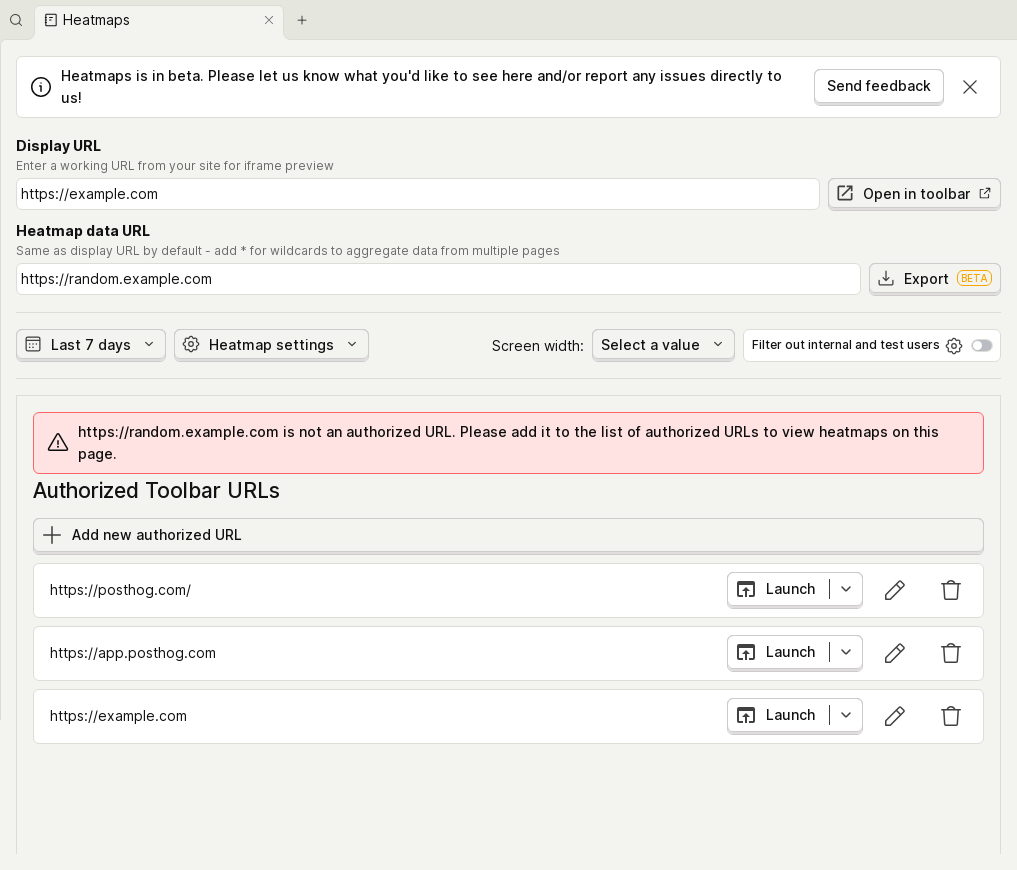 Heatmaps
Heatmaps is in beta. Please let us know what you'd like to see here and/or report any issues directly to
us!
Send feedback
Display URL
Enter a working URL from your site for iframe preview
https://example.com
Open in toolbar
Heatmap data URL
Same as display URL by default - add * for wildcards to aggregate data from multiple pages
https://random.example.com
Export BETA
Last 7 days
Heatmap settings
Screen width:
Select a value
Filter out internal and test users
https://random.example.com is not an authorized URL. Please add it to the list of authorized URLs to view heatmaps on this
page.
Authorized Toolbar URLs
Add new authorized URL
https://posthog.com/
Launch
https://app.posthog.com
Launch
https://example.com
Launch